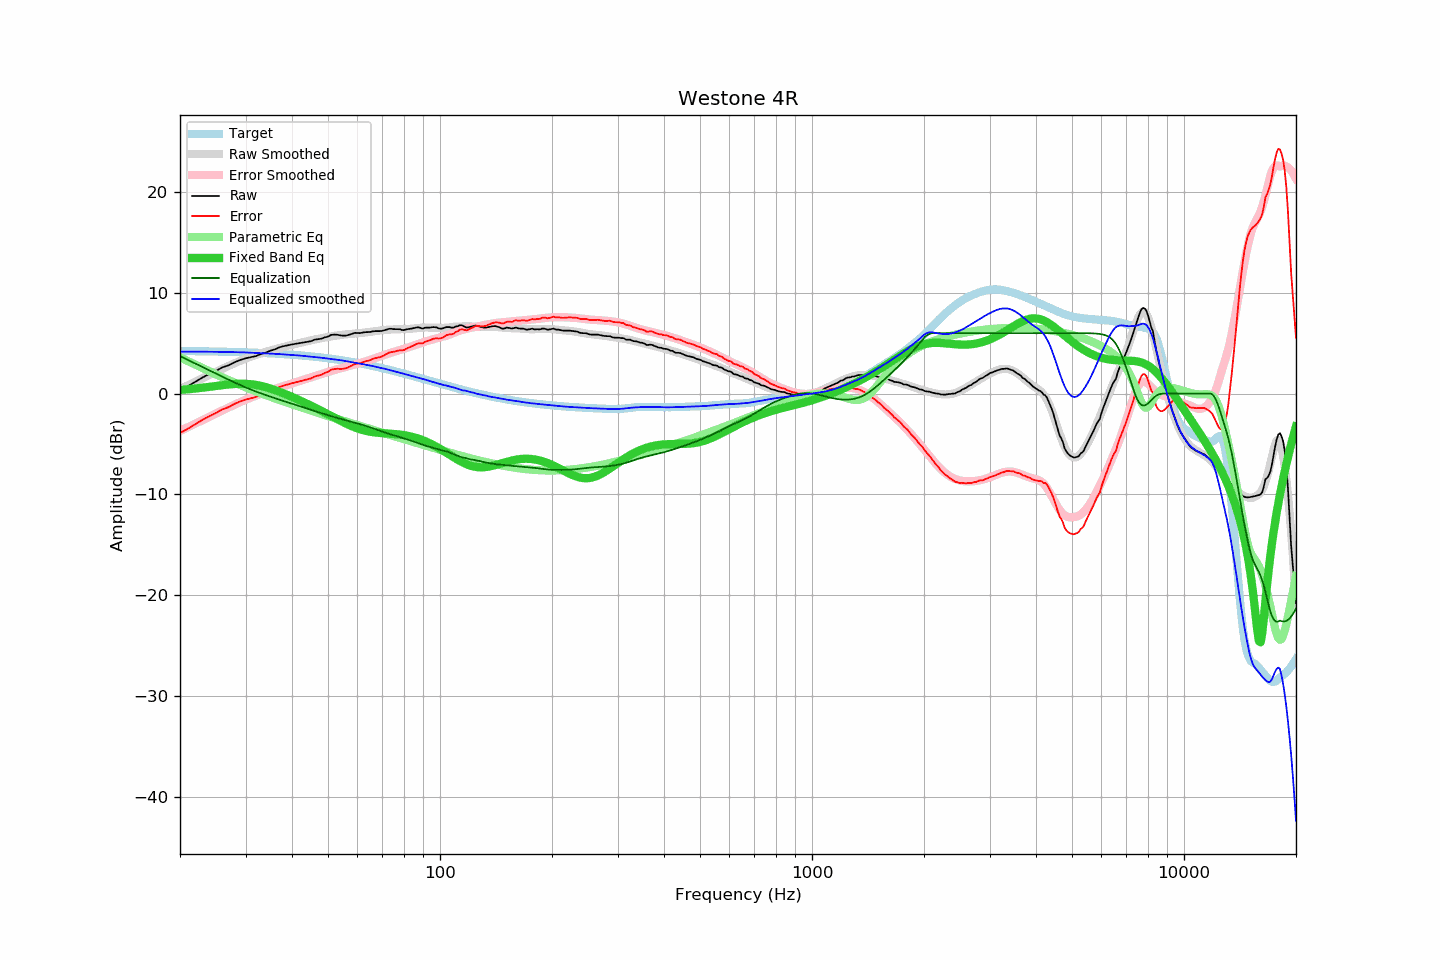 Westone 4R
Target
Raw Smoothed
Error Smoothed
Raw
Error
Parametric Eq
Fixed Band Eq
Equalization
Equalized smoothed
20
10
0
−10
−20
−30
−40
Amplitude (dBr)
100
1000
10000
Frequency (Hz)